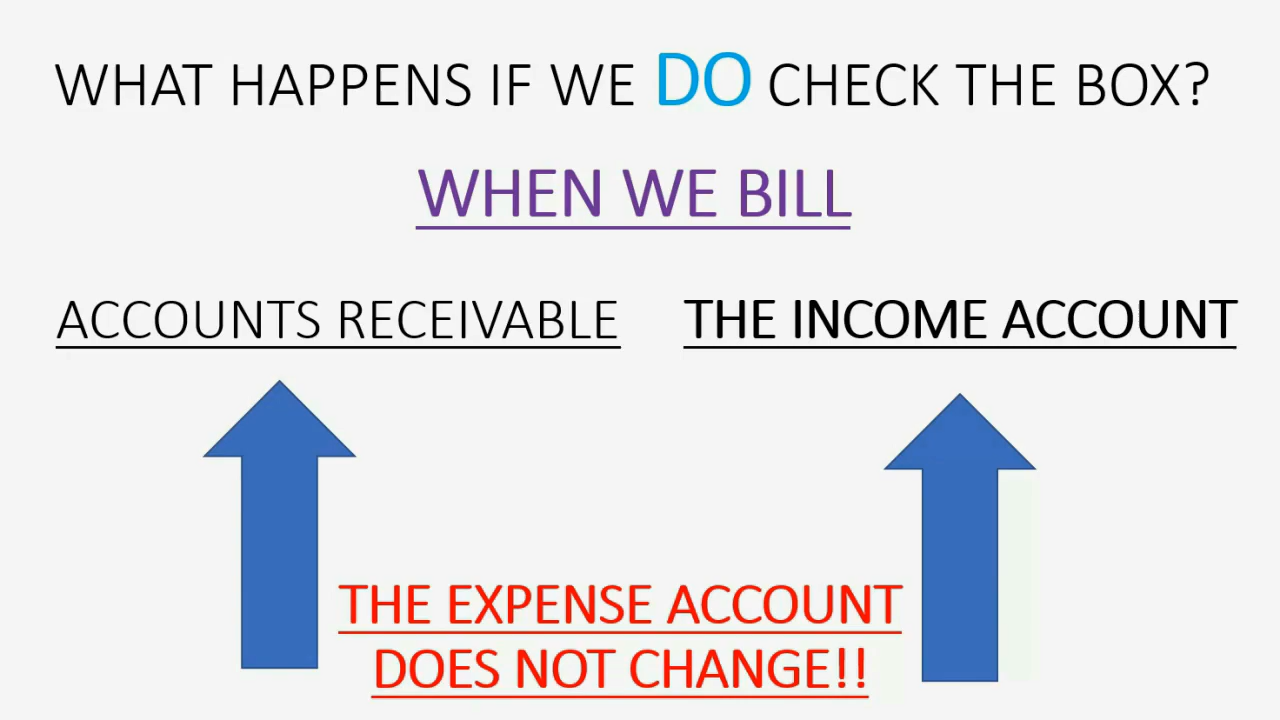 WHAT HAPPENS IF WE DO CHECK THE BOX?
WHEN WE BILL
ACCOUNTS RECEIVABLE
THE INCOME ACCOUNT
THE EXPENSE ACCOUNT
DOES NOT CHANGE!!